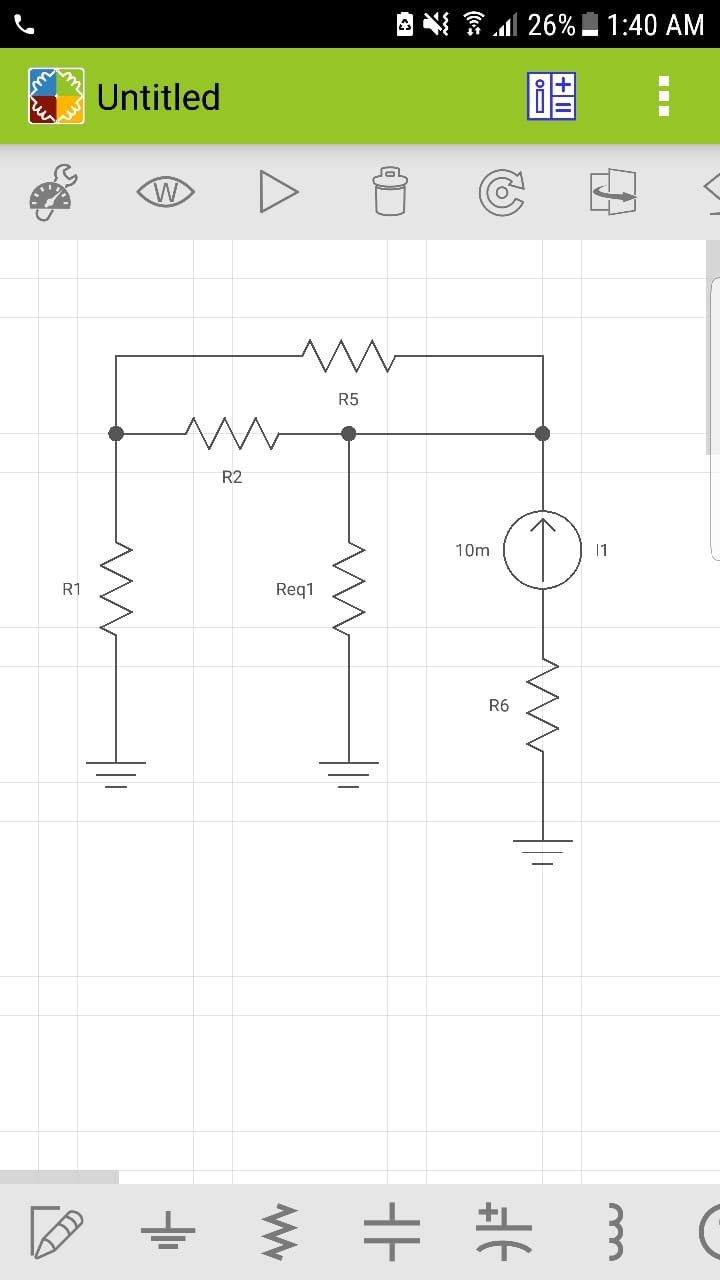 26% 1:40 AM
Untitled
W
R5
R2
10m I1
R1 Req1
R6